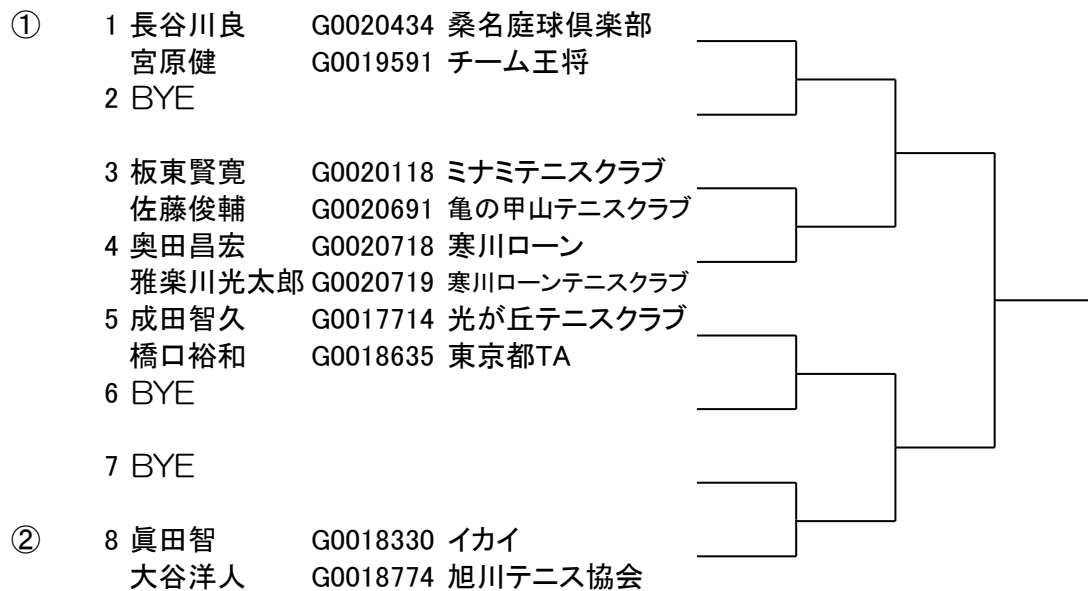 ① 1 長谷川良 G0020434 桑名庭球倶楽部
宮原健 G0019591 チーム王将
2 BYE
3 板東賢寛 G0020118 ミナミテニスクラブ
佐藤俊輔 G0020691 亀の甲山テニスクラブ
4 奥田昌宏 G0020718 寒川ローン
雅楽川光太郎 G0020719 寒川ローンテニスクラブ
5 成田智久 G0017714 光が丘テニスクラブ
橋口裕和 G0018635 東京都TA
6 BYE
7 BYE
② 8 眞田智 G0018330 イカイ
大谷洋人 G0018774 旭川テニス協会